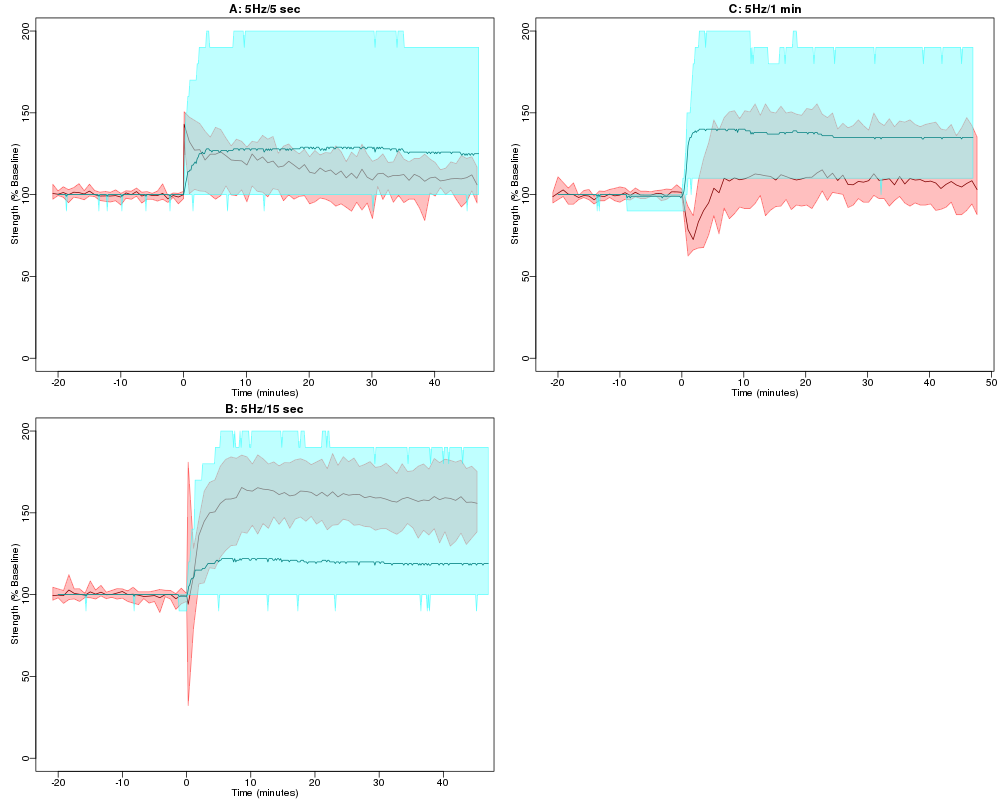 A: 5Hz/5 sec
Strength (% Baseline)
200
150
100
50
0
-20 -10 0 10 20 30 40
Time (minutes)
C: 5Hz/1 min
Strength (% Baseline)
200
150
100
50
0
-20 -10 0 10 20 30 40 50
Time (minutes)
B: 5Hz/15 sec
Strength (% Baseline)
200
150
100
50
0
-20 -10 0 10 20 30 40
Time (minutes)